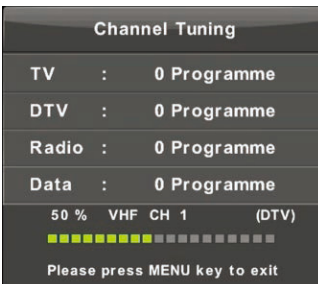 Channel Tuning
TV : 0 Programme
DTV : 0 Programme
Radio : 0 Programme
Data : 0 Programme
50 % VHF CH 1 (DTV)
Please press MENU key to exit